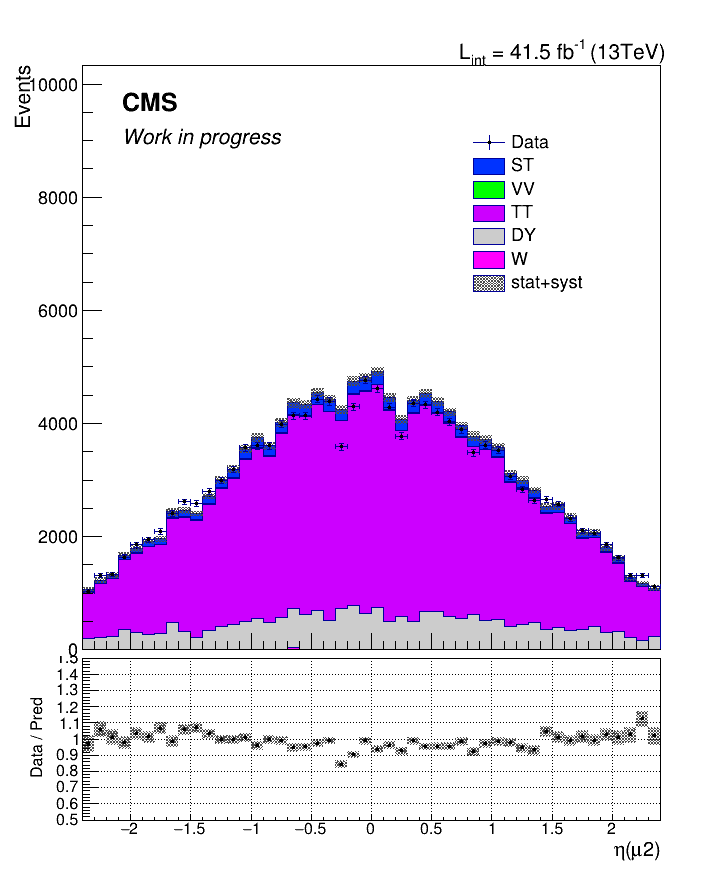 L_int = 41.5 fb^-1 (13TeV)
Events
CMS
Work in progress
Data
ST
VV
TT
DY
W
stat+syst
10000
8000
6000
4000
2000
0
Data / Pred
1.5
1.4
1.3
1.2
1.1
1
0.9
0.8
0.7
0.6
0.5
−2 −1.5 −1 −0.5 0 0.5 1 1.5 2
η(μ2)